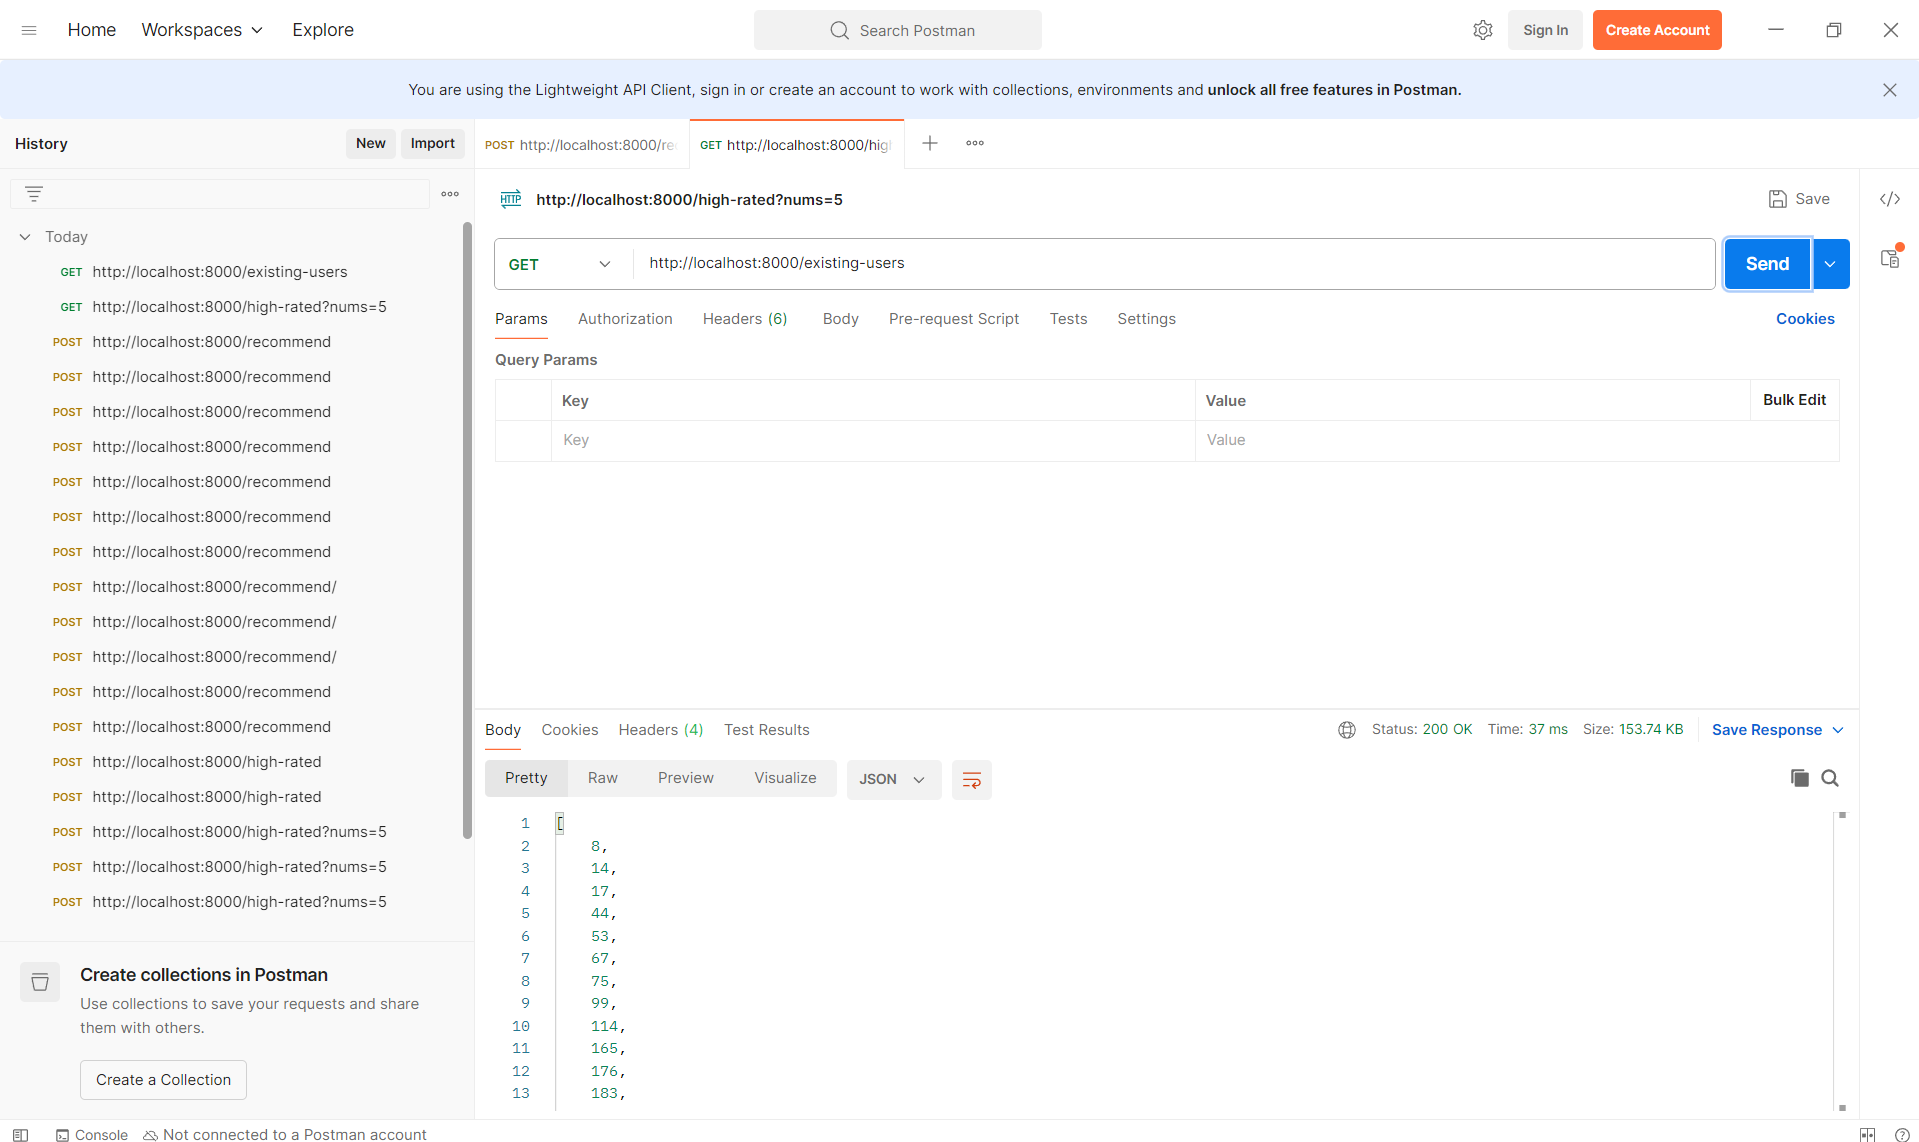 Home Workspaces Explore Search Postman Sign In Create Account
You are using the Lightweight API Client, sign in or create an account to work with collections, environments and unlock all free features in Postman.
History New Import
POST http://localhost:8000/re GET http://localhost:8000/hig
HTTP http://localhost:8000/high-rated?nums=5 Save
Today
GET http://localhost:8000/existing-users
GET http://localhost:8000/high-rated?nums=5
POST http://localhost:8000/recommend
POST http://localhost:8000/recommend
POST http://localhost:8000/recommend
POST http://localhost:8000/recommend
POST http://localhost:8000/recommend
POST http://localhost:8000/recommend
POST http://localhost:8000/recommend
POST http://localhost:8000/recommend/
POST http://localhost:8000/recommend/
POST http://localhost:8000/recommend/
POST http://localhost:8000/recommend
POST http://localhost:8000/recommend
POST http://localhost:8000/high-rated
POST http://localhost:8000/high-rated
POST http://localhost:8000/high-rated?nums=5
POST http://localhost:8000/high-rated?nums=5
POST http://localhost:8000/high-rated?nums=5
Create collections in Postman
Use collections to save your requests and share
them with others.
Create a Collection
GET http://localhost:8000/existing-users Send
Params Authorization Headers (6) Body Pre-request Script Tests Settings Cookies
Query Params
Key Value Bulk Edit
Key Value
Body Cookies Headers (4) Test Results Status: 200 OK Time: 37 ms Size: 153.74 KB Save Response
Pretty Raw Preview Visualize JSON
1 [
2 8,
3 14,
4 17,
5 44,
6 53,
7 67,
8 75,
9 99,
10 114,
11 165,
12 176,
13 183,
Console Not connected to a Postman account